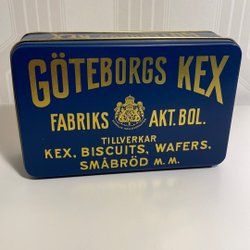 GÖTEBORGS KEX
FABRIKS AKT. BOL.
TILLVERKAR
KEX, BISCUITS, WAFERS,
SMÅBRÖD M. M.